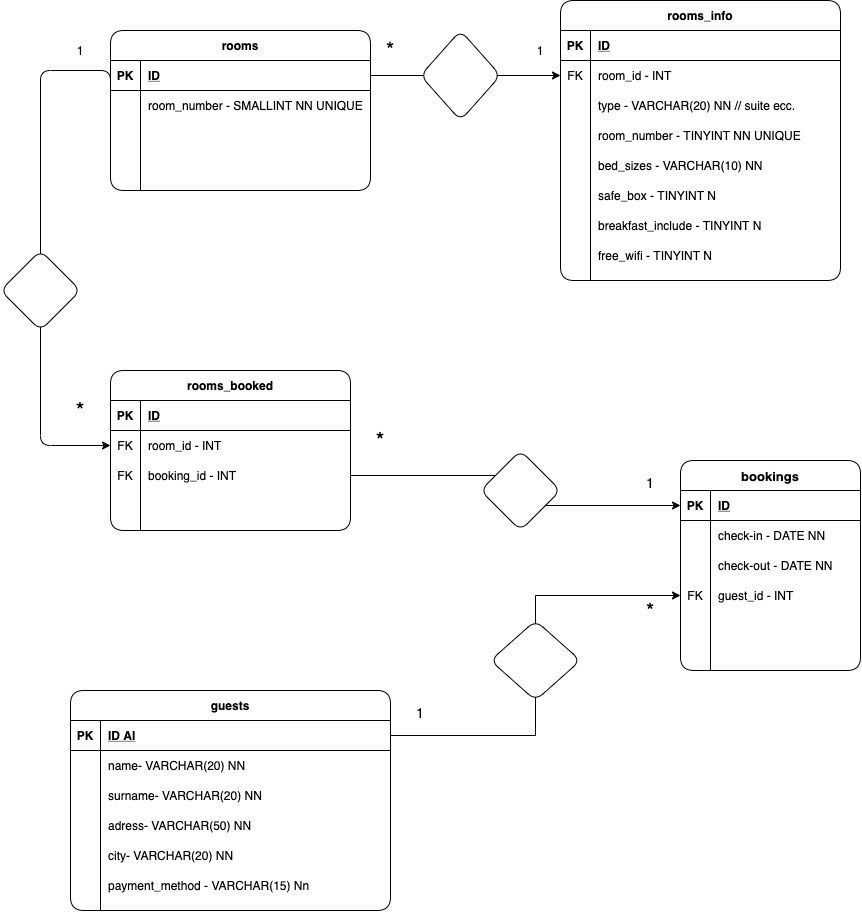 rooms_info
PK ID
FK room_id - INT
type - VARCHAR(20) NN // suite ecc.
room_number - TINYINT NN UNIQUE
bed_sizes - VARCHAR(10) NN
safe_box - TINYINT N
breakfast_include - TINYINT N
free_wifi - TINYINT N
1
rooms
PK ID
room_number - SMALLINT NN UNIQUE
*
1
rooms_booked
PK ID
FK room_id - INT
FK booking_id - INT
*
*
1
bookings
PK ID
check-in - DATE NN
check-out - DATE NN
FK guest_id - INT
*
guests
PK ID AI
name- VARCHAR(20) NN
surname- VARCHAR(20) NN
adress- VARCHAR(50) NN
city- VARCHAR(20) NN
payment_method - VARCHAR(15) Nn
1